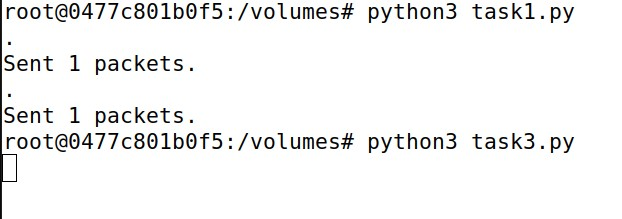 root@0477c801b0f5:/volumes# python3 task1.py
.
Sent 1 packets.
.
Sent 1 packets.
root@0477c801b0f5:/volumes# python3 task3.py